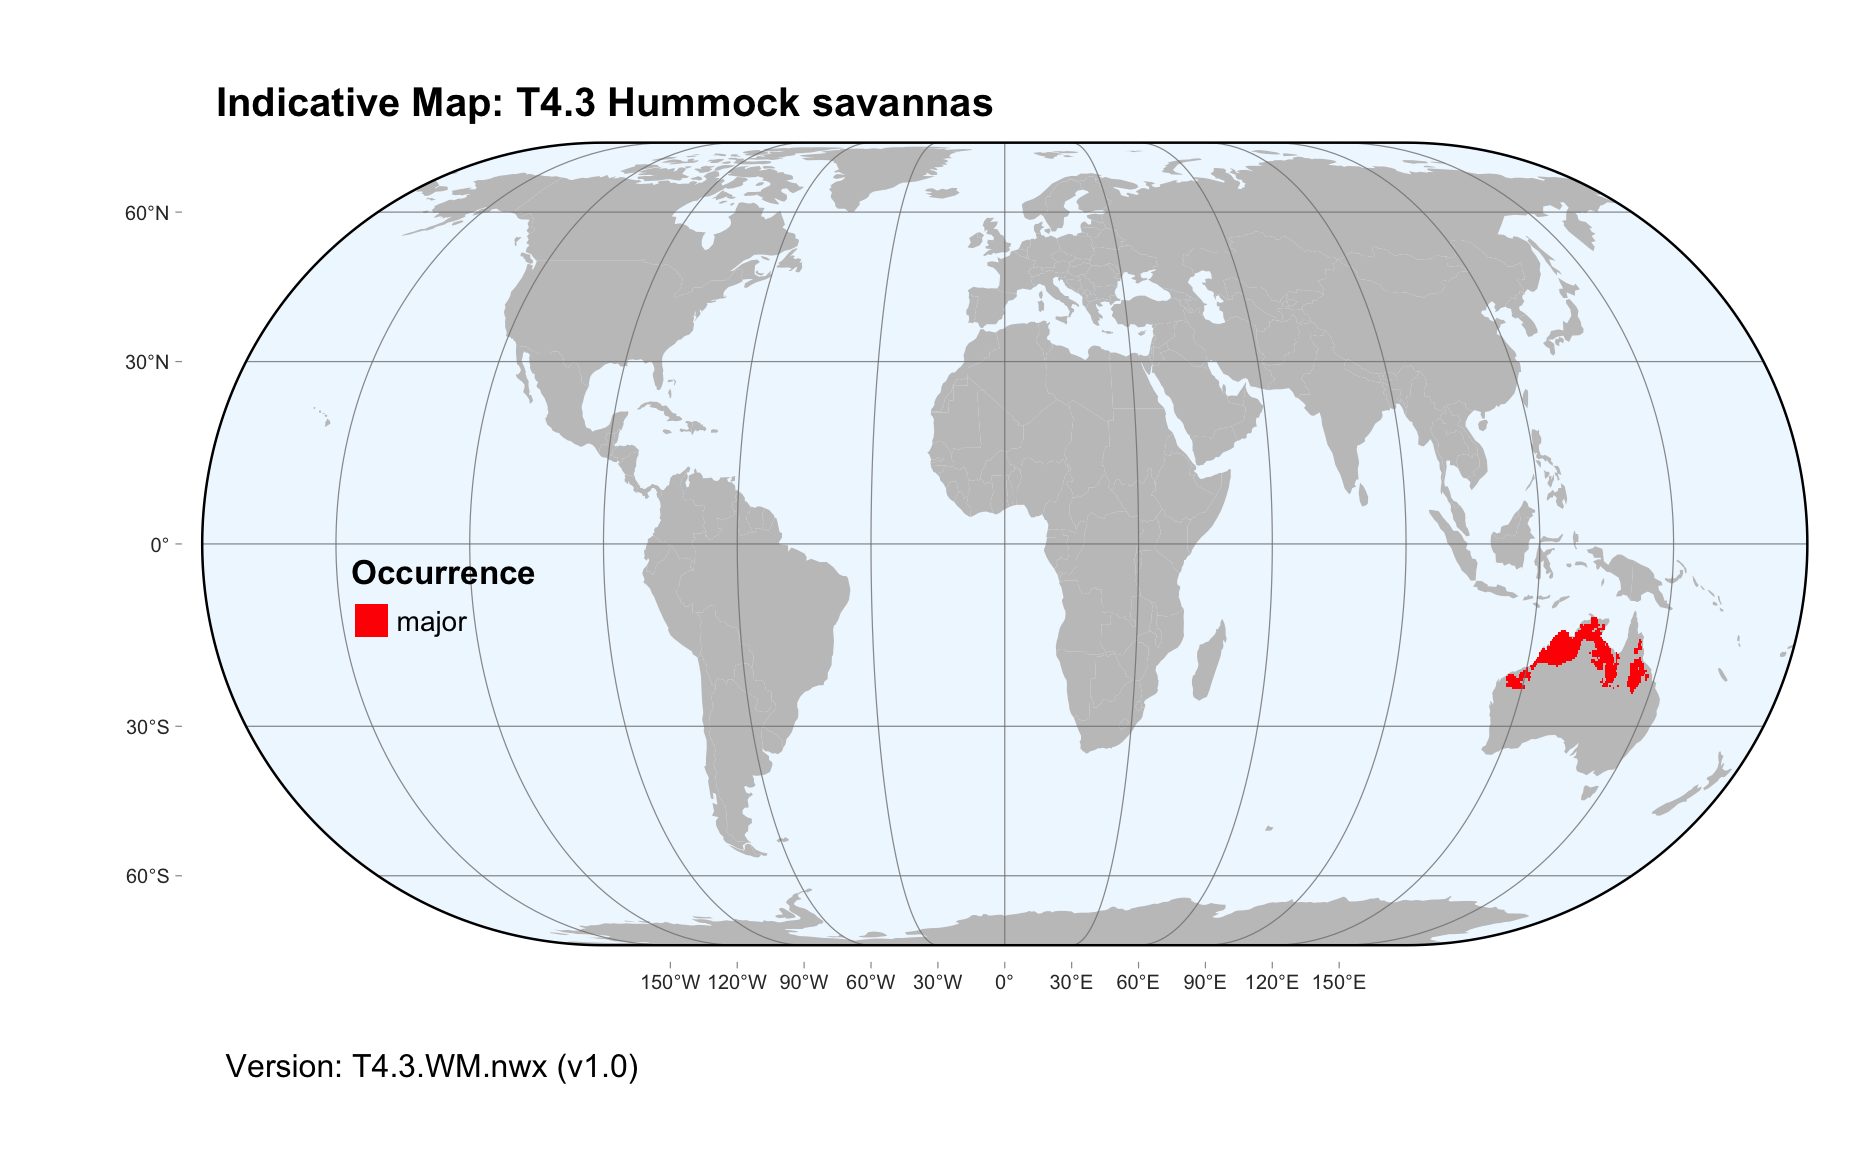 Indicative Map: T4.3 Hummock savannas
60°N
30°N
0°
Occurrence
major
30°S
60°S
150°W 120°W 90°W 60°W 30°W 0° 30°E 60°E 90°E 120°E 150°E
Version: T4.3.WM.nwx (v1.0)